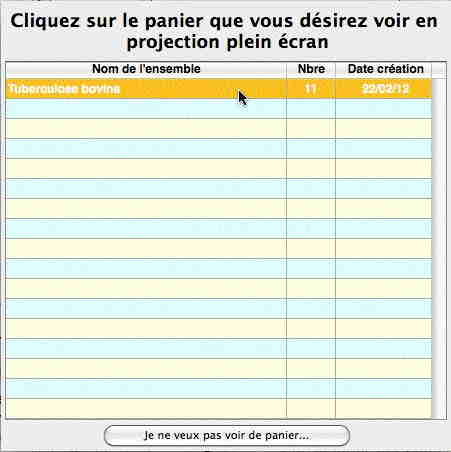 Cliquez sur le panier que vous désirez voir en
projection plein écran
Nom de l'ensemble Nbre Date création
Tuberculose bovine 11 22/02/12
Je ne veux pas voir de panier...